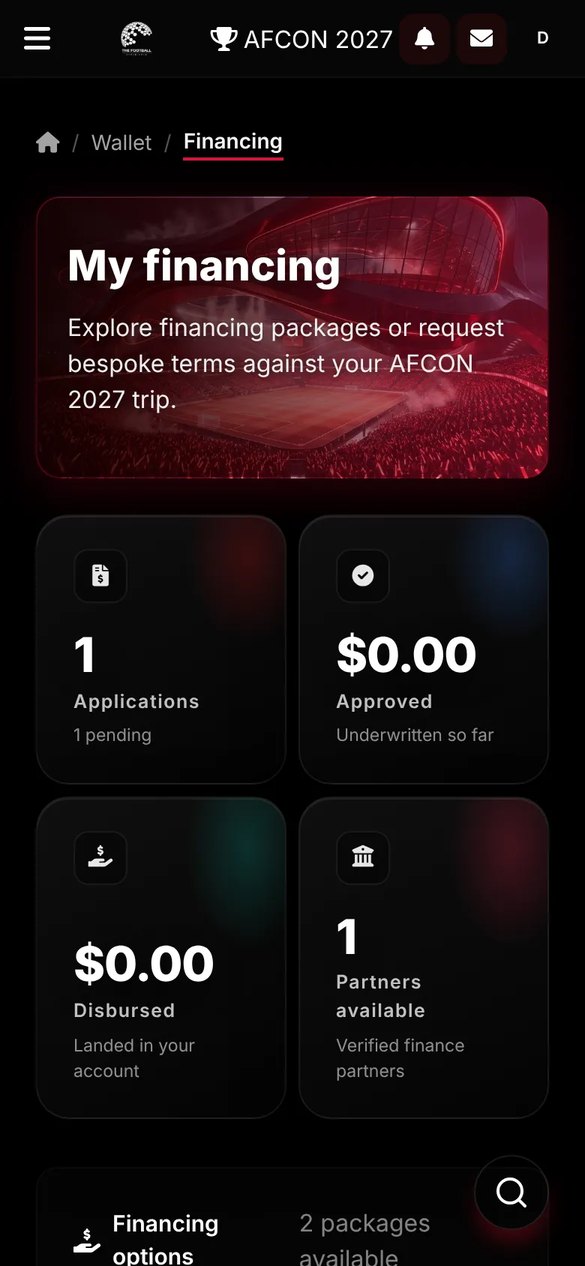 AFCON 2027
D
/ Wallet / Financing
My financing
Explore financing packages or request
bespoke terms against your AFCON
2027 trip.
1
Applications
1 pending
$0.00
Approved
Underwritten so far
$0.00
Disbursed
Landed in your
account
1
Partners
available
Verified finance
partners
Financing
options
2 packages
available